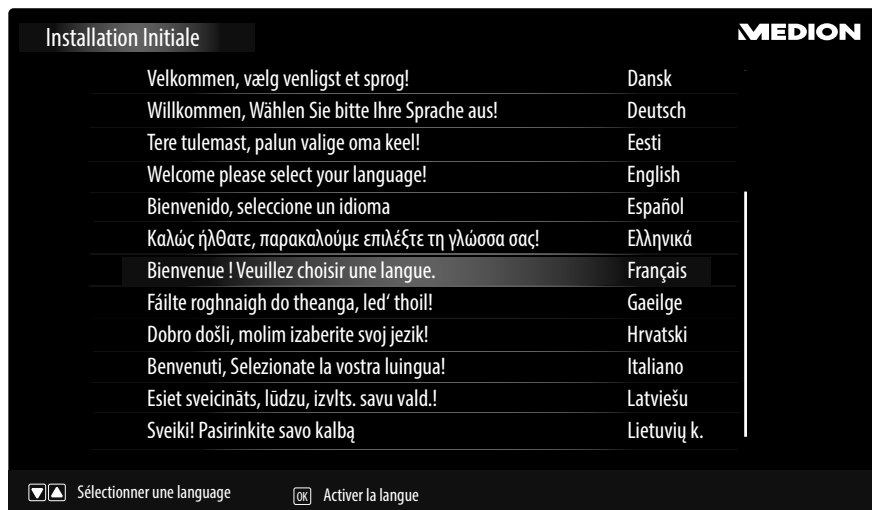 Installation Initiale MEDION
Velkommen, vælg venligst et sprog! Dansk
Willkommen, Wählen Sie bitte Ihre Sprache aus! Deutsch
Tere tulemast, palun valige oma keel! Eesti
Welcome please select your language! English
Bienvenido, seleccione un idioma Español
Καλώς ήλθατε, παρακαλούμε επιλέξτε τη γλώσσα σας! Ελληνικά
Bienvenue ! Veuillez choisir une langue. Français
Fáilte roghnaigh do theanga, led‘ thoil! Gaeilge
Dobro došli, molim izaberite svoj jezik! Hrvatski
Benvenuti, Selezionate la vostra luingua! Italiano
Esiet sveicināts, lūdzu, izvlts. savu vald.! Latviešu
Sveiki! Pasirinkite savo kalbą Lietuvių k.
Sélectionner une language OK Activer la langue